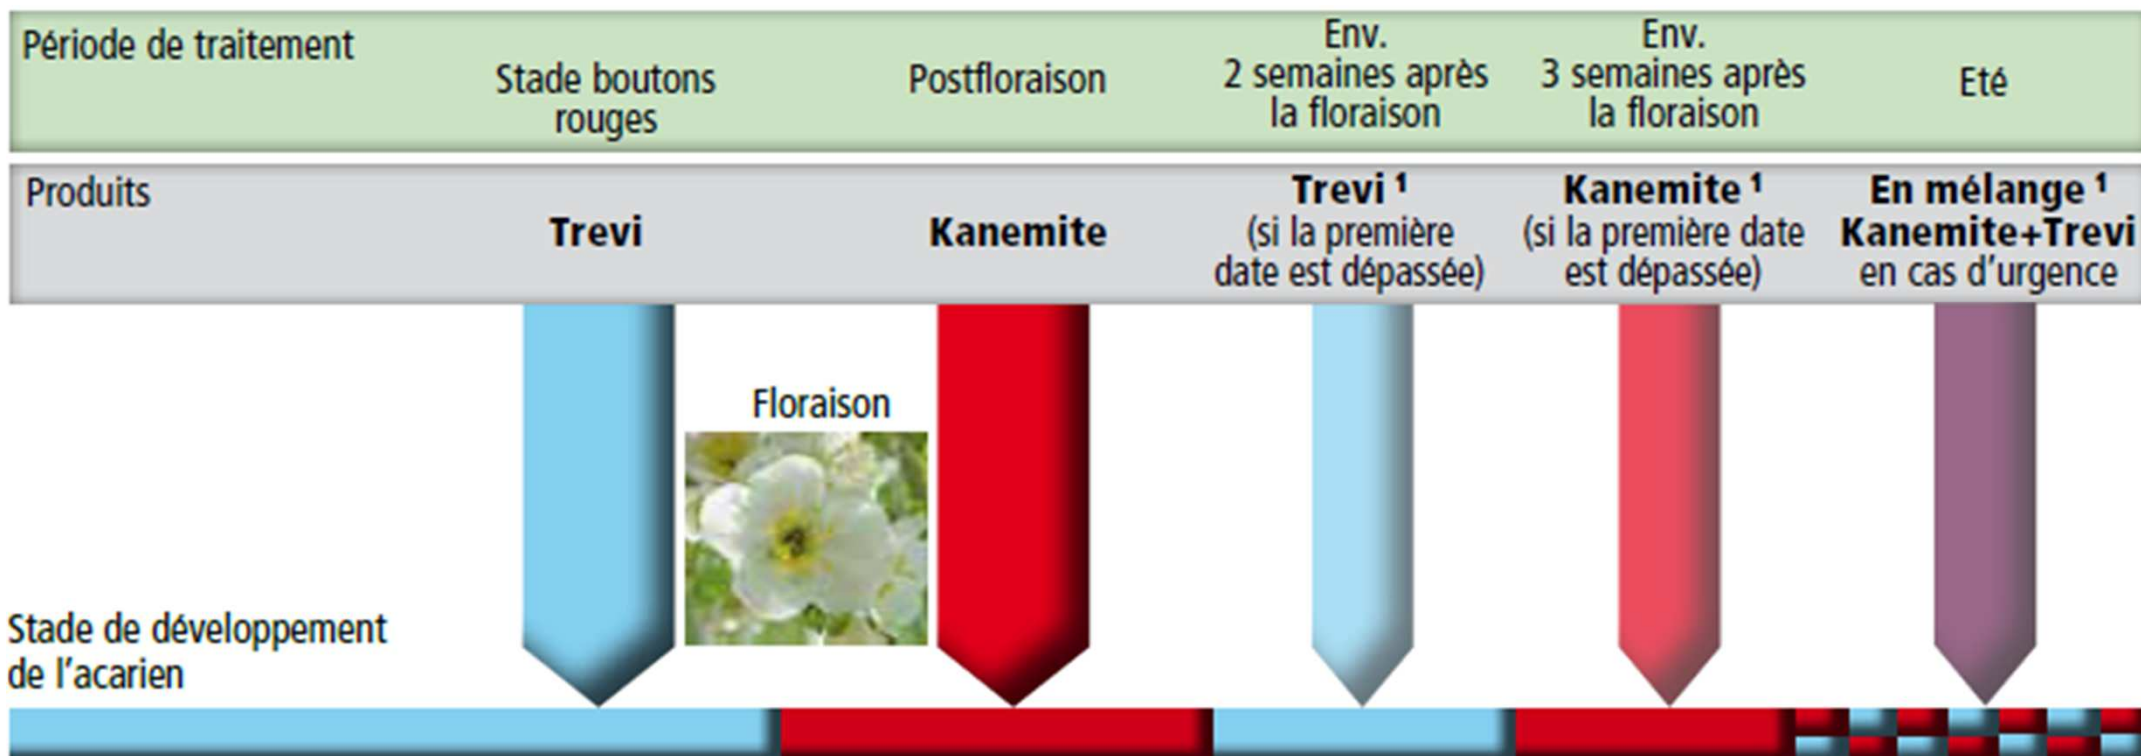 Période de traitement
Stade boutons
rouges
Postfloraison
Env.
2 semaines après
la floraison
Env.
3 semaines après
la floraison
Eté
Produits
Trevi
Kanemite
Trevi ¹
(si la première
date est dépassée)
Kanemite ¹
(si la première date
est dépassée)
En mélange ¹
Kanemite+Trevi
en cas d'urgence
Floraison
Stade de développement
de l'acarien